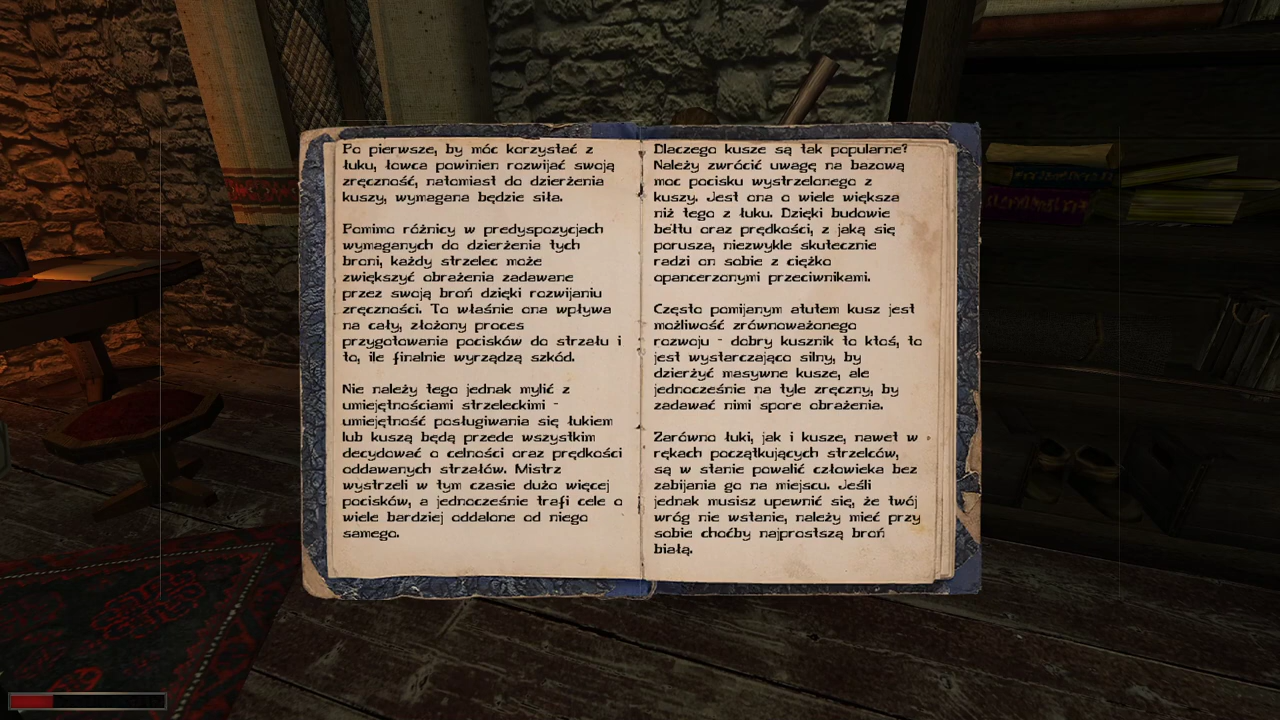 Po pierwsze, by móc korzystać z
łuku, łowca powinien rozwijać swoją
zręczność, natomiast do dzierżenia
kuszy, wymagana będzie siła.
Pomimo różnicy w predyspozycjach
wymaganych do dzierżenia tych
broni, każdy strzelec może
zwiększyć obrażenia zadawane
przez swoją broń dzięki rozwijaniu
zręczności. To właśnie ona wpływa
na cały, złożony proces
przygotowania pocisków do strzału i
to, ile finalnie wyrządzą szkód.
Nie należy tego jednak mylić z
umiejętnościami strzeleckimi -
umiejętność posługiwania się łukiem
lub kuszą będą przede wszystkim
decydować o celności oraz prędkości
oddawanych strzałów. Mistrz
wystrzeli w tym czasie dużo więcej
pocisków, a jednocześnie trafi cele o
wiele bardziej oddalone od niego
samego.
Dlaczego kusze są tak popularne?
Należy zwrócić uwagę na bazową
moc pocisku wystrzelonego z
kuszy. Jest ona o wiele większa
niż tego z łuku. Dzięki budowie
bełtu oraz prędkości, z jaką się
porusza, niezwykle skutecznie
radzi on sobie z ciężko
opancerzonymi przeciwnikami.
Często pomijanym atutem kusz jest
możliwość zrównoważonego
rozwoju - dobry kusznik to ktoś, to
jest wystarczająco silny, by
dzierżyć masywne kusze, ale
jednocześnie na tyle zręczny, by
zadawać nimi spore obrażenia.
Zarówno łuki, jak i kusze, nawet w
rękach początkujących strzelców,
są w stanie powalić człowieka bez
zabijania go na miejscu. Jeśli
jednak musisz upewnić się, że twój
wróg nie wstanie, należy mieć przy
sobie choćby najprostszą broń
białą.